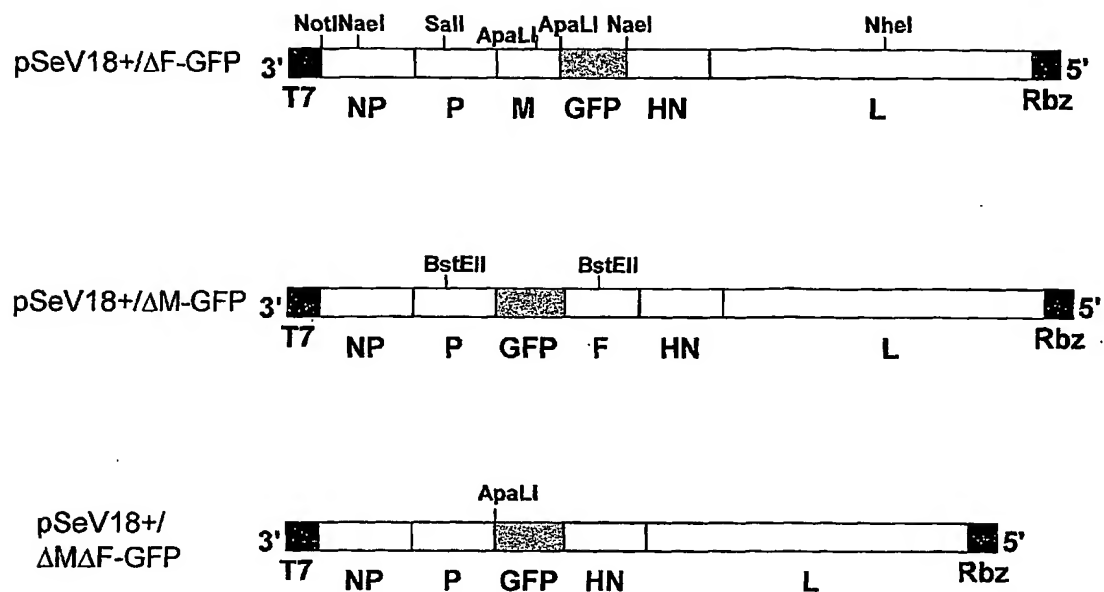 NotI NaeI SalI ApaLI ApaLI NaeI NheI
pSeV18+/ΔF-GFP 3' 5'
T7 NP P M GFP HN L Rbz
BstEII BstEII
pSeV18+/ΔM-GFP 3' 5'
T7 NP P GFP F HN L Rbz
ApaLI
pSeV18+/
ΔMΔF-GFP
3' 5'
T7 NP P GFP HN L Rbz